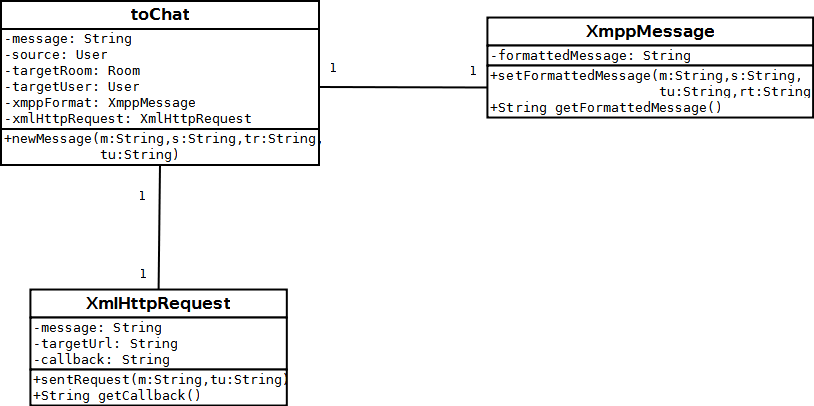 toChat
-message: String
-source: User
-targetRoom: Room
-targetUser: User
-xmppFormat: XmppMessage
-xmlHttpRequest: XmlHttpRequest
+newMessage(m:String,s:String,tr:String,
tu:String)
1
1
XmppMessage
-formattedMessage: String
+setFormattedMessage(m:String,s:String,
tu:String,rt:String
+String getFormattedMessage()
1
1
XmlHttpRequest
-message: String
-targetUrl: String
-callback: String
+sentRequest(m:String,tu:String)
+String getCallback()